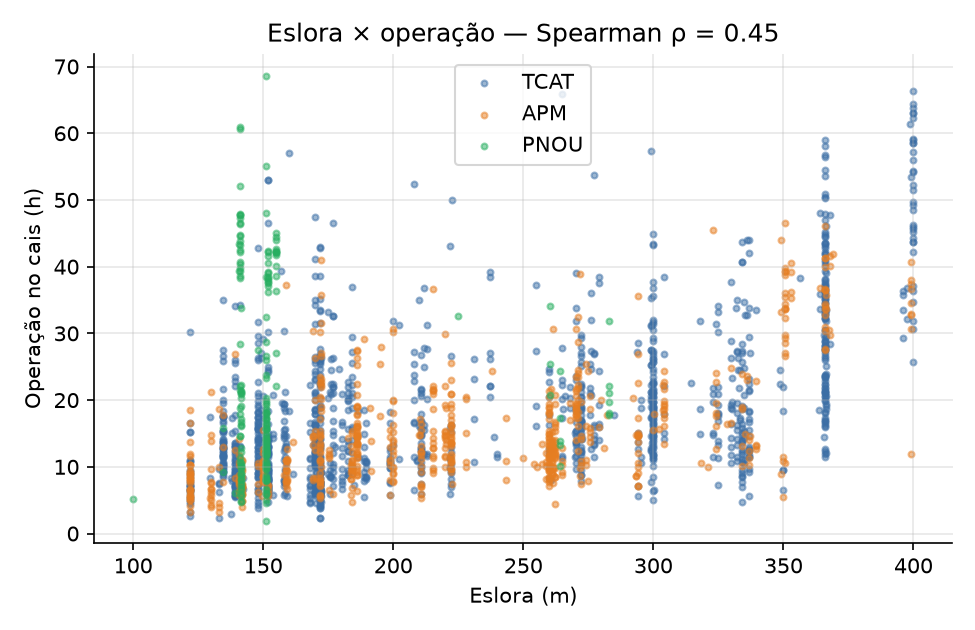 Eslora × operação — Spearman ρ = 0.45
TCAT
APM
PNOU
Operação no cais (h)
70
60
50
40
30
20
10
0
100
150
200
250
300
350
400
Eslora (m)